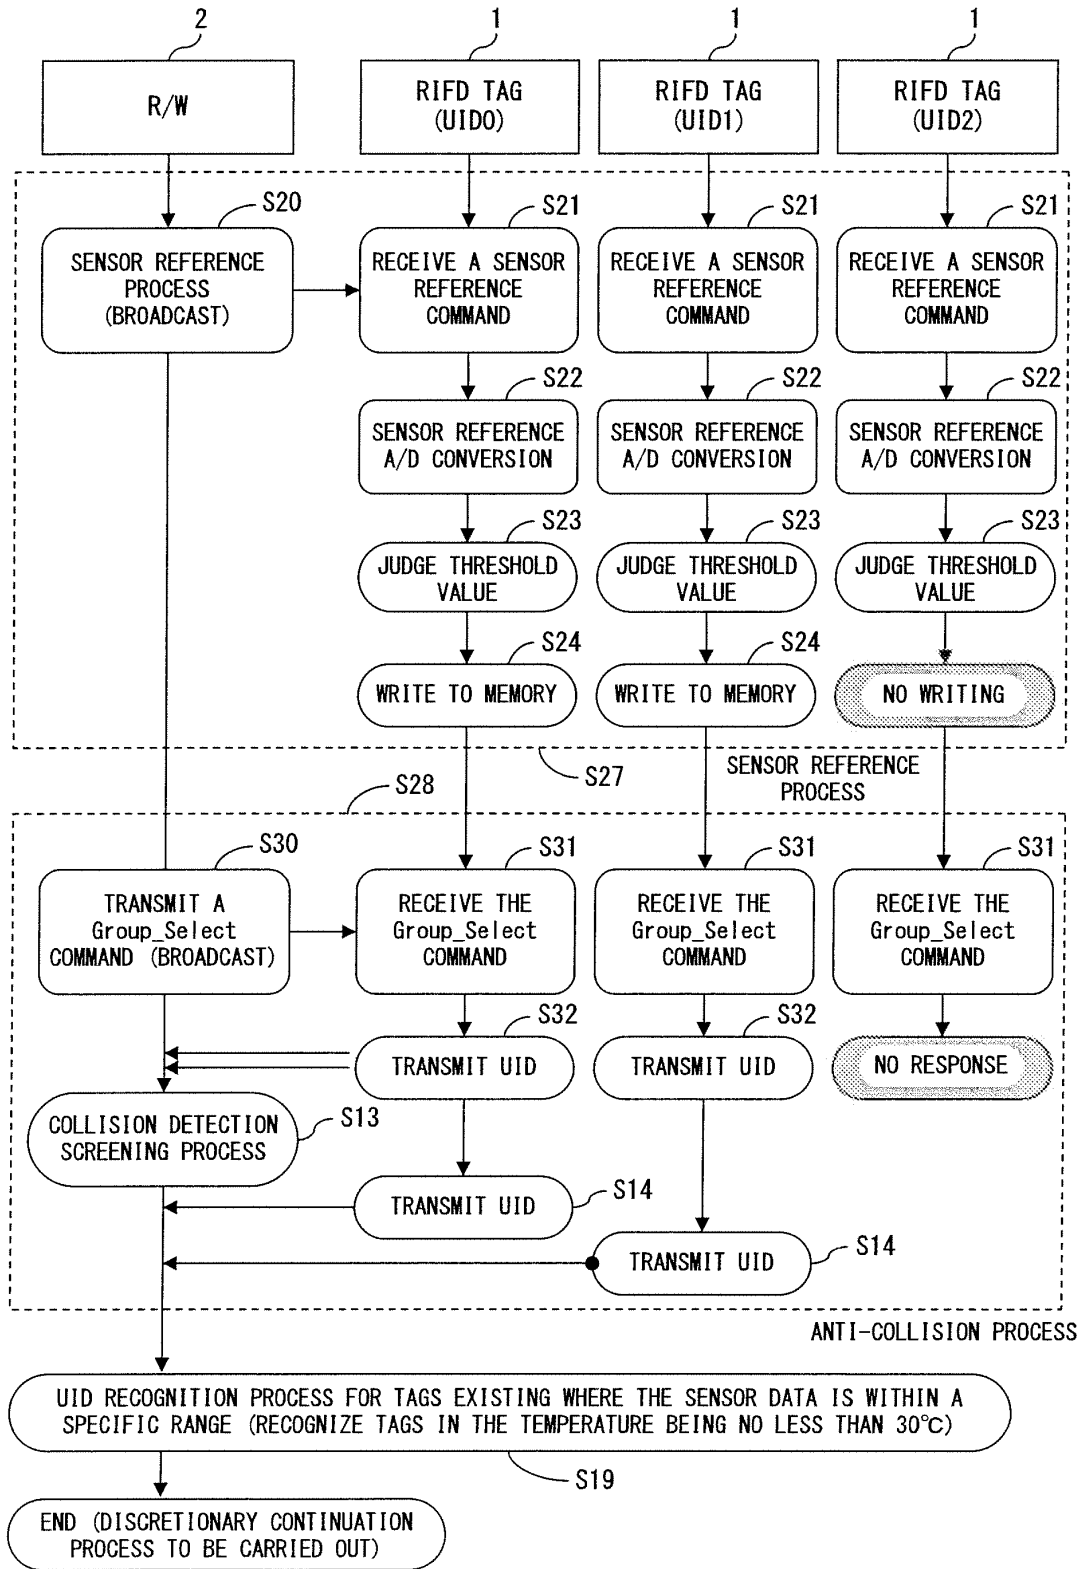 2
1
1
1
R/W
RIFD TAG
(UID0)
RIFD TAG
(UID1)
RIFD TAG
(UID2)
S20
S21
S21
S21
SENSOR REFERENCE
PROCESS
(BROADCAST)
RECEIVE A SENSOR
REFERENCE
COMMAND
RECEIVE A SENSOR
REFERENCE
COMMAND
RECEIVE A SENSOR
REFERENCE
COMMAND
S22
S22
S22
SENSOR REFERENCE
A/D CONVERSION
SENSOR REFERENCE
A/D CONVERSION
SENSOR REFERENCE
A/D CONVERSION
S23
S23
S23
JUDGE THRESHOLD
VALUE
JUDGE THRESHOLD
VALUE
JUDGE THRESHOLD
VALUE
S24
S24
WRITE TO MEMORY
WRITE TO MEMORY
NO WRITING
S27
SENSOR REFERENCE
PROCESS
S28
S30
S31
S31
S31
TRANSMIT A
Group_Select
COMMAND (BROADCAST)
RECEIVE THE
Group_Select
COMMAND
RECEIVE THE
Group_Select
COMMAND
RECEIVE THE
Group_Select
COMMAND
S32
S32
TRANSMIT UID
TRANSMIT UID
NO RESPONSE
COLLISION DETECTION
SCREENING PROCESS
S13
TRANSMIT UID
S14
TRANSMIT UID
S14
ANTI-COLLISION PROCESS
UID RECOGNITION PROCESS FOR TAGS EXISTING WHERE THE SENSOR DATA IS WITHIN A
SPECIFIC RANGE (RECOGNIZE TAGS IN THE TEMPERATURE BEING NO LESS THAN 30℃)
S19
END (DISCRETIONARY CONTINUATION
PROCESS TO BE CARRIED OUT)